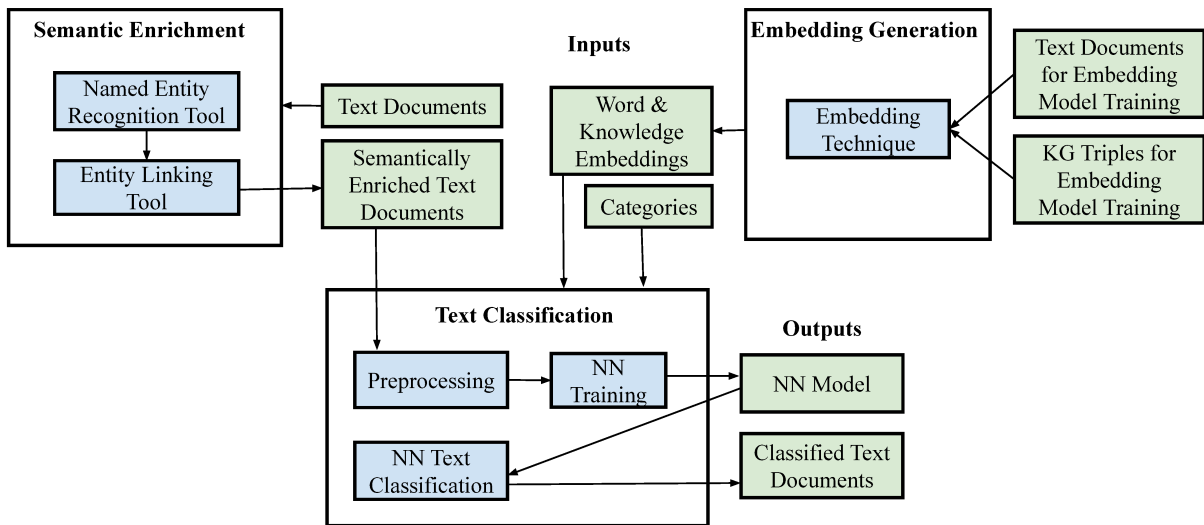 Semantic Enrichment
Named Entity
Recognition Tool
Entity Linking
Tool
Text Documents
Semantically
Enriched Text
Documents
Inputs
Word &
Knowledge
Embeddings
Categories
Embedding Generation
Embedding
Technique
Text Documents
for Embedding
Model Training
KG Triples for
Embedding
Model Training
Text Classification
Preprocessing
NN
Training
NN Text
Classification
Outputs
NN Model
Classified Text
Documents